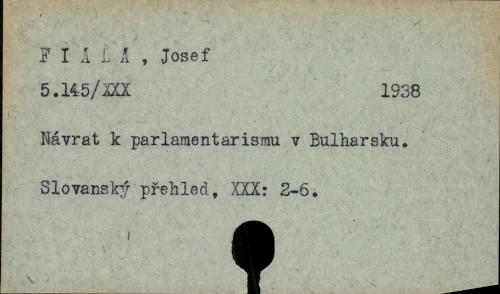 F I A L A , Josef
5.145/XXX 1938
Návrat k parlamentarismu v Bulharsku.
Slovanský přehled, XXX: 2-6.